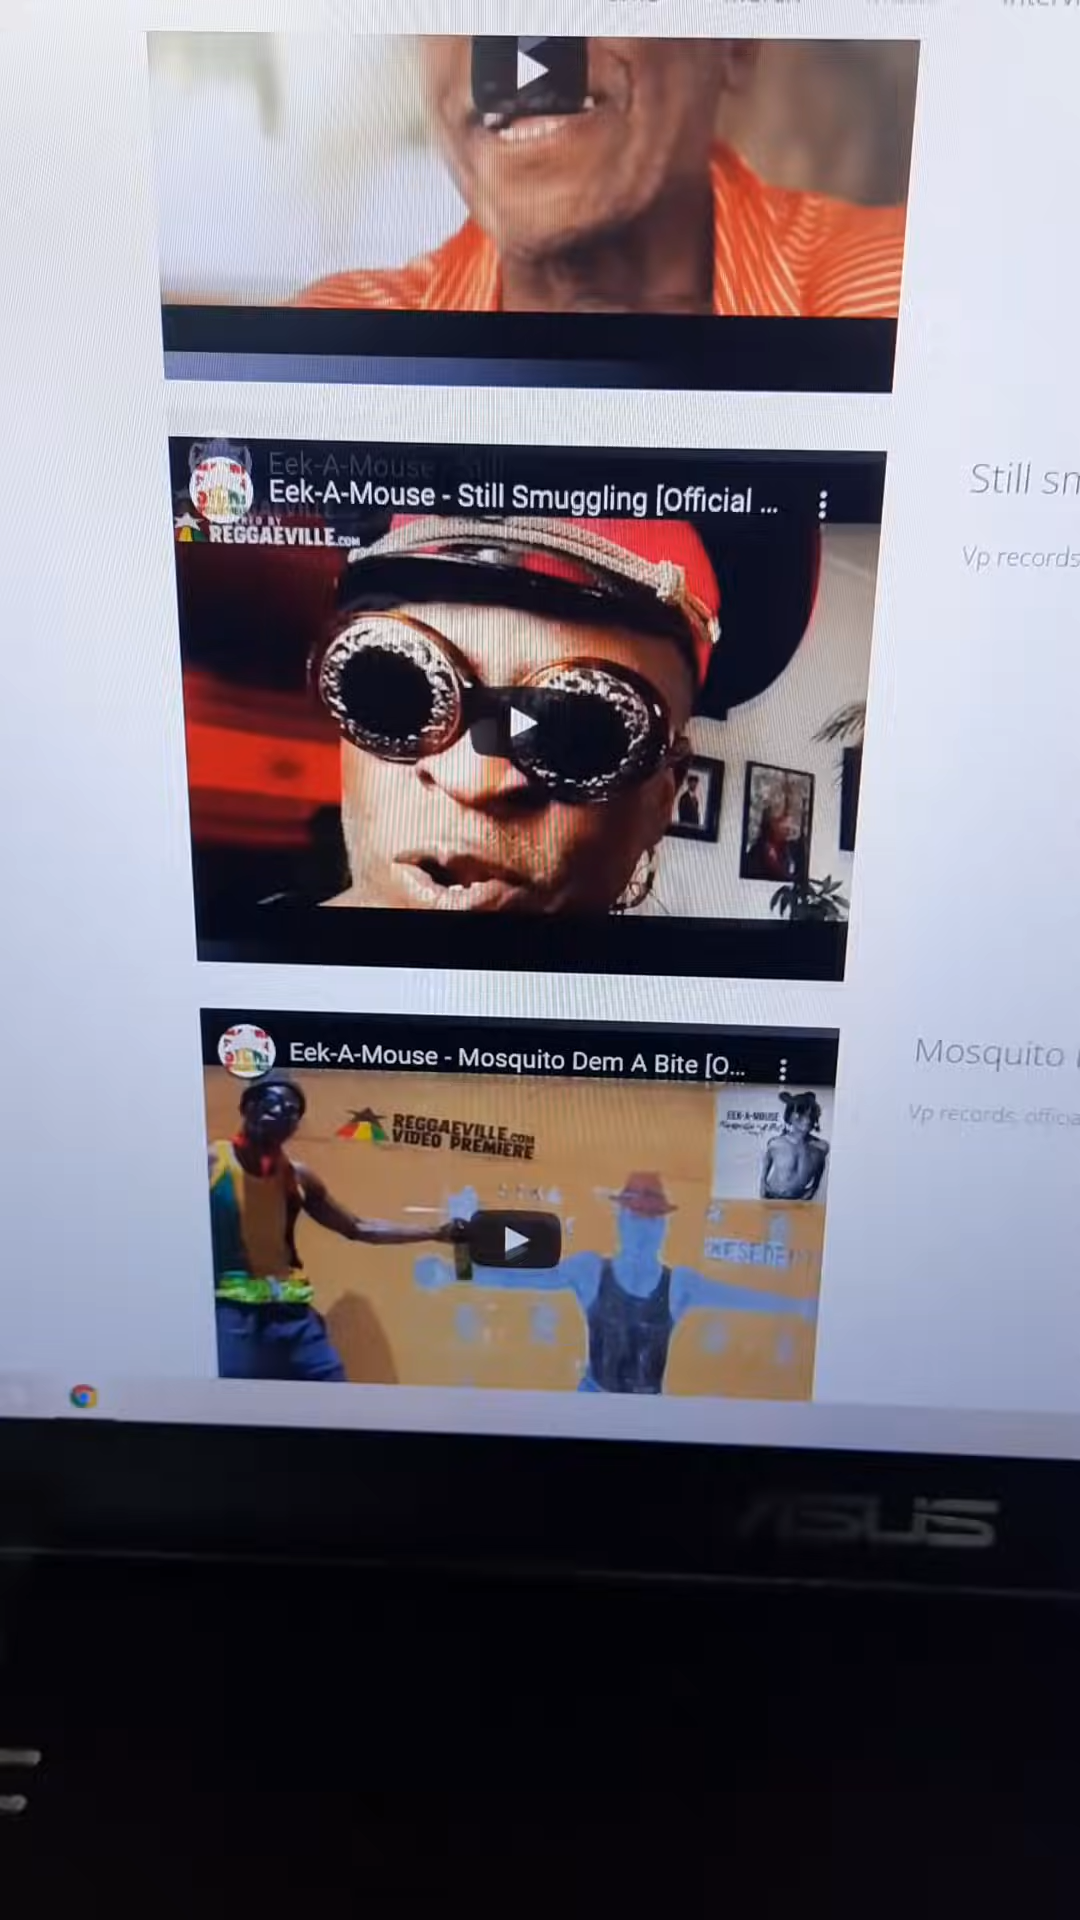 Eek-A-Mouse
Eek-A-Mouse - Still Smuggling [Official ...
REGGAEVILLE.COM
Still sm
Vp records
Eek-A-Mouse - Mosquito Dem A Bite [O...
Mosquito
Vp records, officia
REGGAEVILLE.COM
VIDEO PREMIERE
EEK-A-MOUSE
ASUS